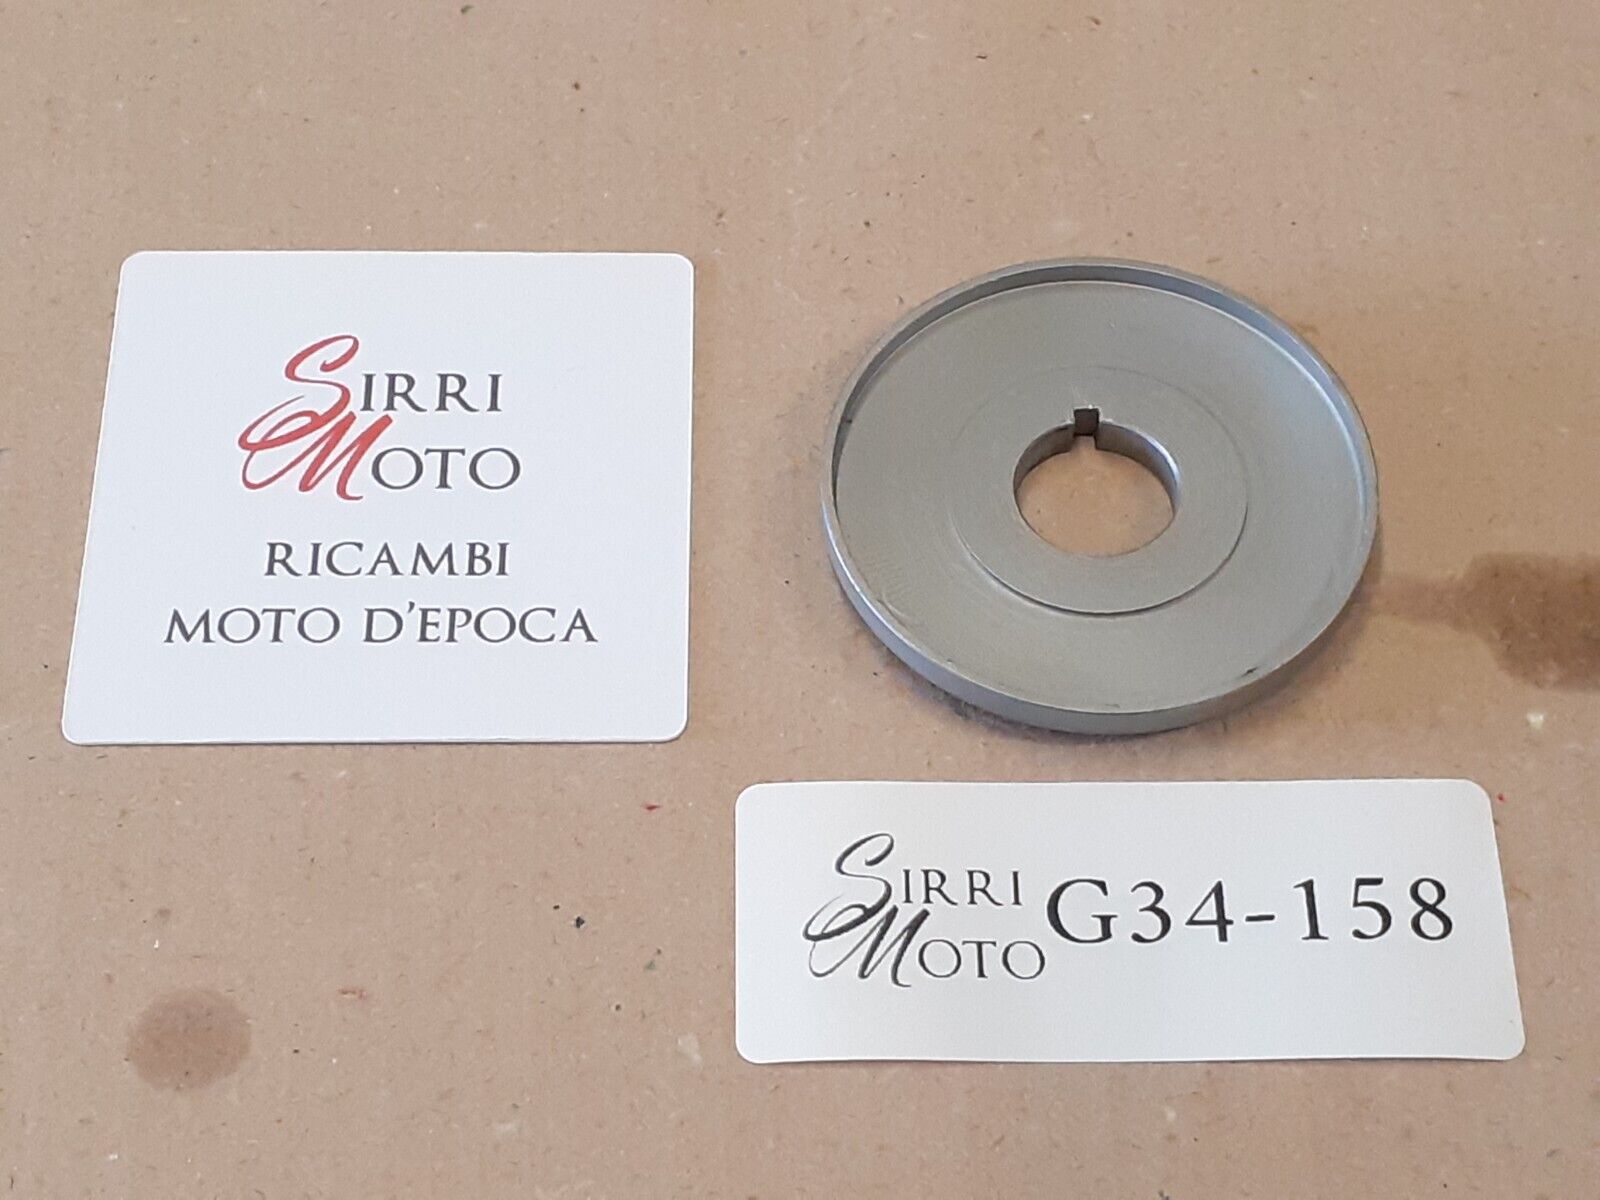 SIRRI
MOTO
RICAMBI
MOTO D'EPOCA
SIRRI
MOTO
G34-158